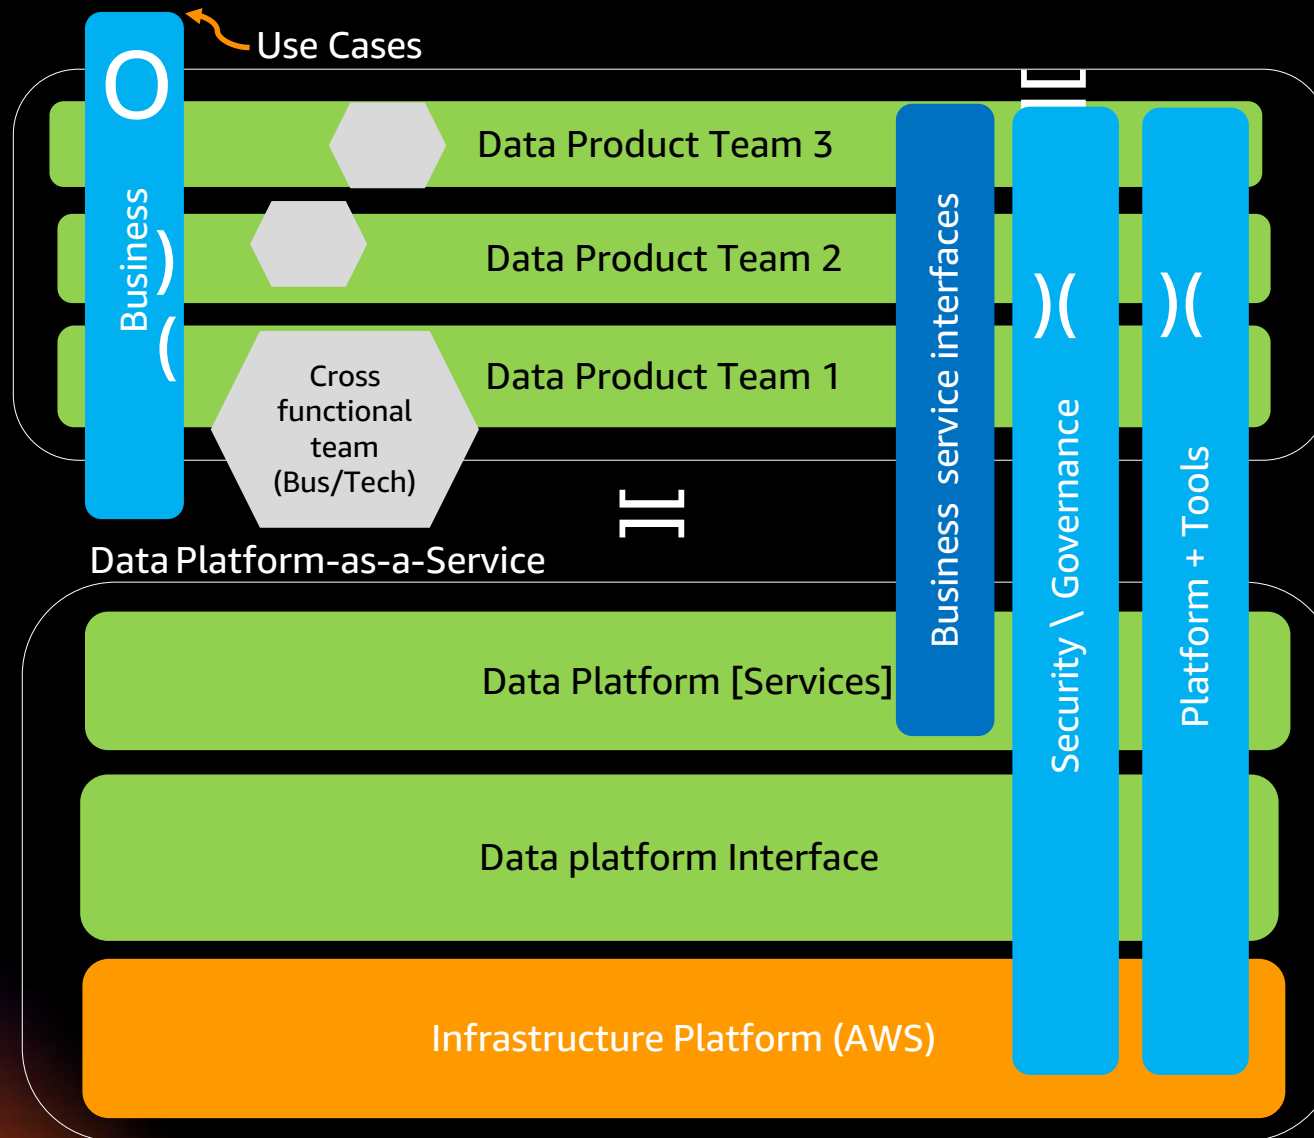 Use Cases
O
][
Data Product Team 3
Business
)
(
Data Product Team 2
Data Product Team 1
Cross
functional
team
(Bus/Tech)
Business service interfaces
)(
Security \ Governance
)(
Platform + Tools
][
Data Platform-as-a-Service
Data Platform [Services]
Data platform Interface
Infrastructure Platform (AWS)